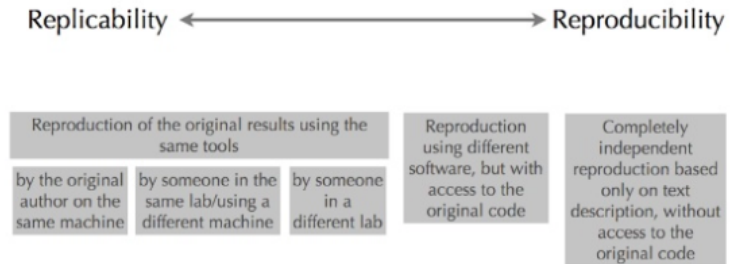 Replicability Reproducibility
Reproduction of the original results using the
same tools
by the original
author on the
same machine
by someone in the
same lab/using a
different machine
by someone
in a
different lab
Reproduction
using different
software, but with
access to the
original code
Completely
independent
reproduction based
only on text
description, without
access to the
original code